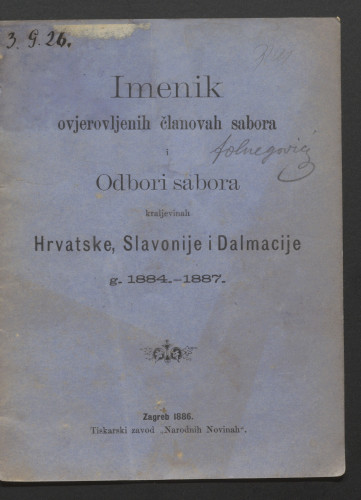 3. G. 26.
Imenik
ovjerovljenih članovah sabora
i
Odbori sabora
kraljevinah
Hrvatske, Slavonije i Dalmacije
g. 1884.-1887.
Zagreb 1886.
Tiskarski zavod „Narodnih Novinah“.